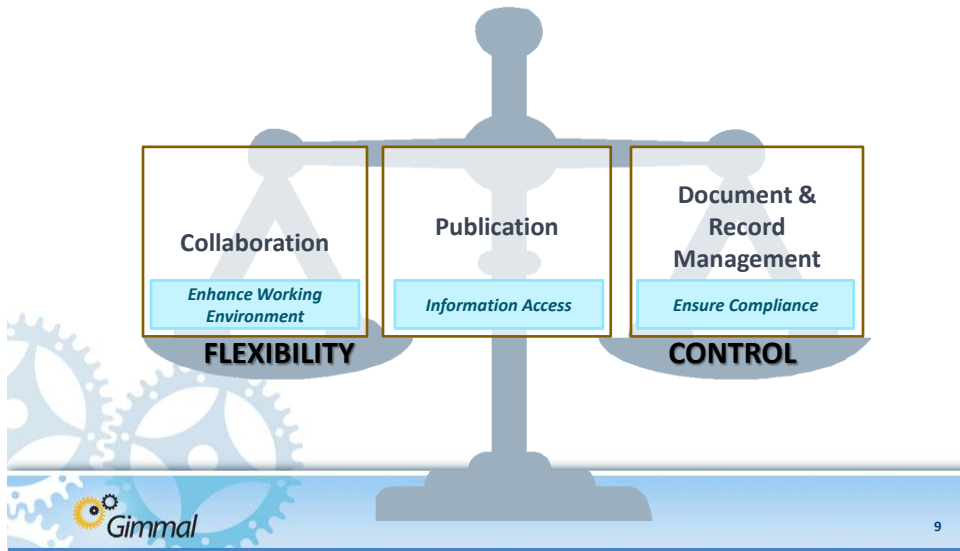 Collaboration
Enhance Working
Environment
FLEXIBILITY
Publication
Information Access
Document &
Record
Management
Ensure Compliance
CONTROL
Gimmal
9